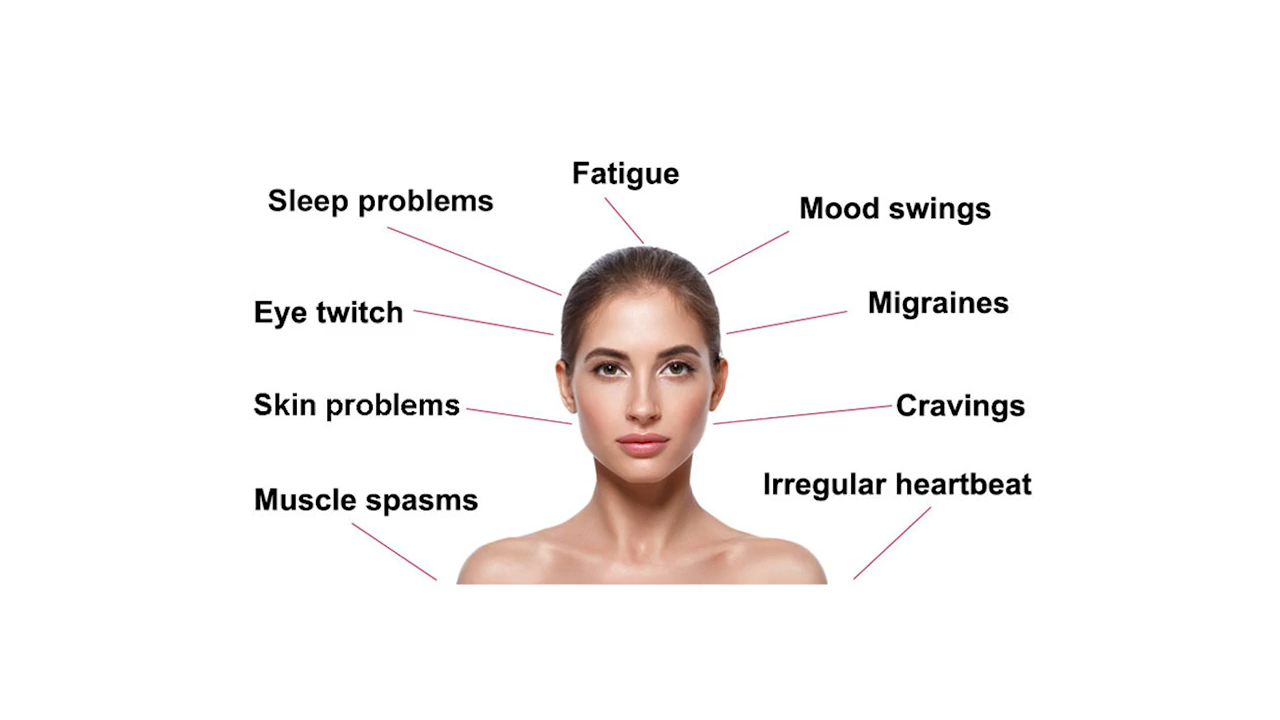 Fatigue
Sleep problems
Mood swings
Eye twitch
Migraines
Skin problems
Cravings
Muscle spasms
Irregular heartbeat